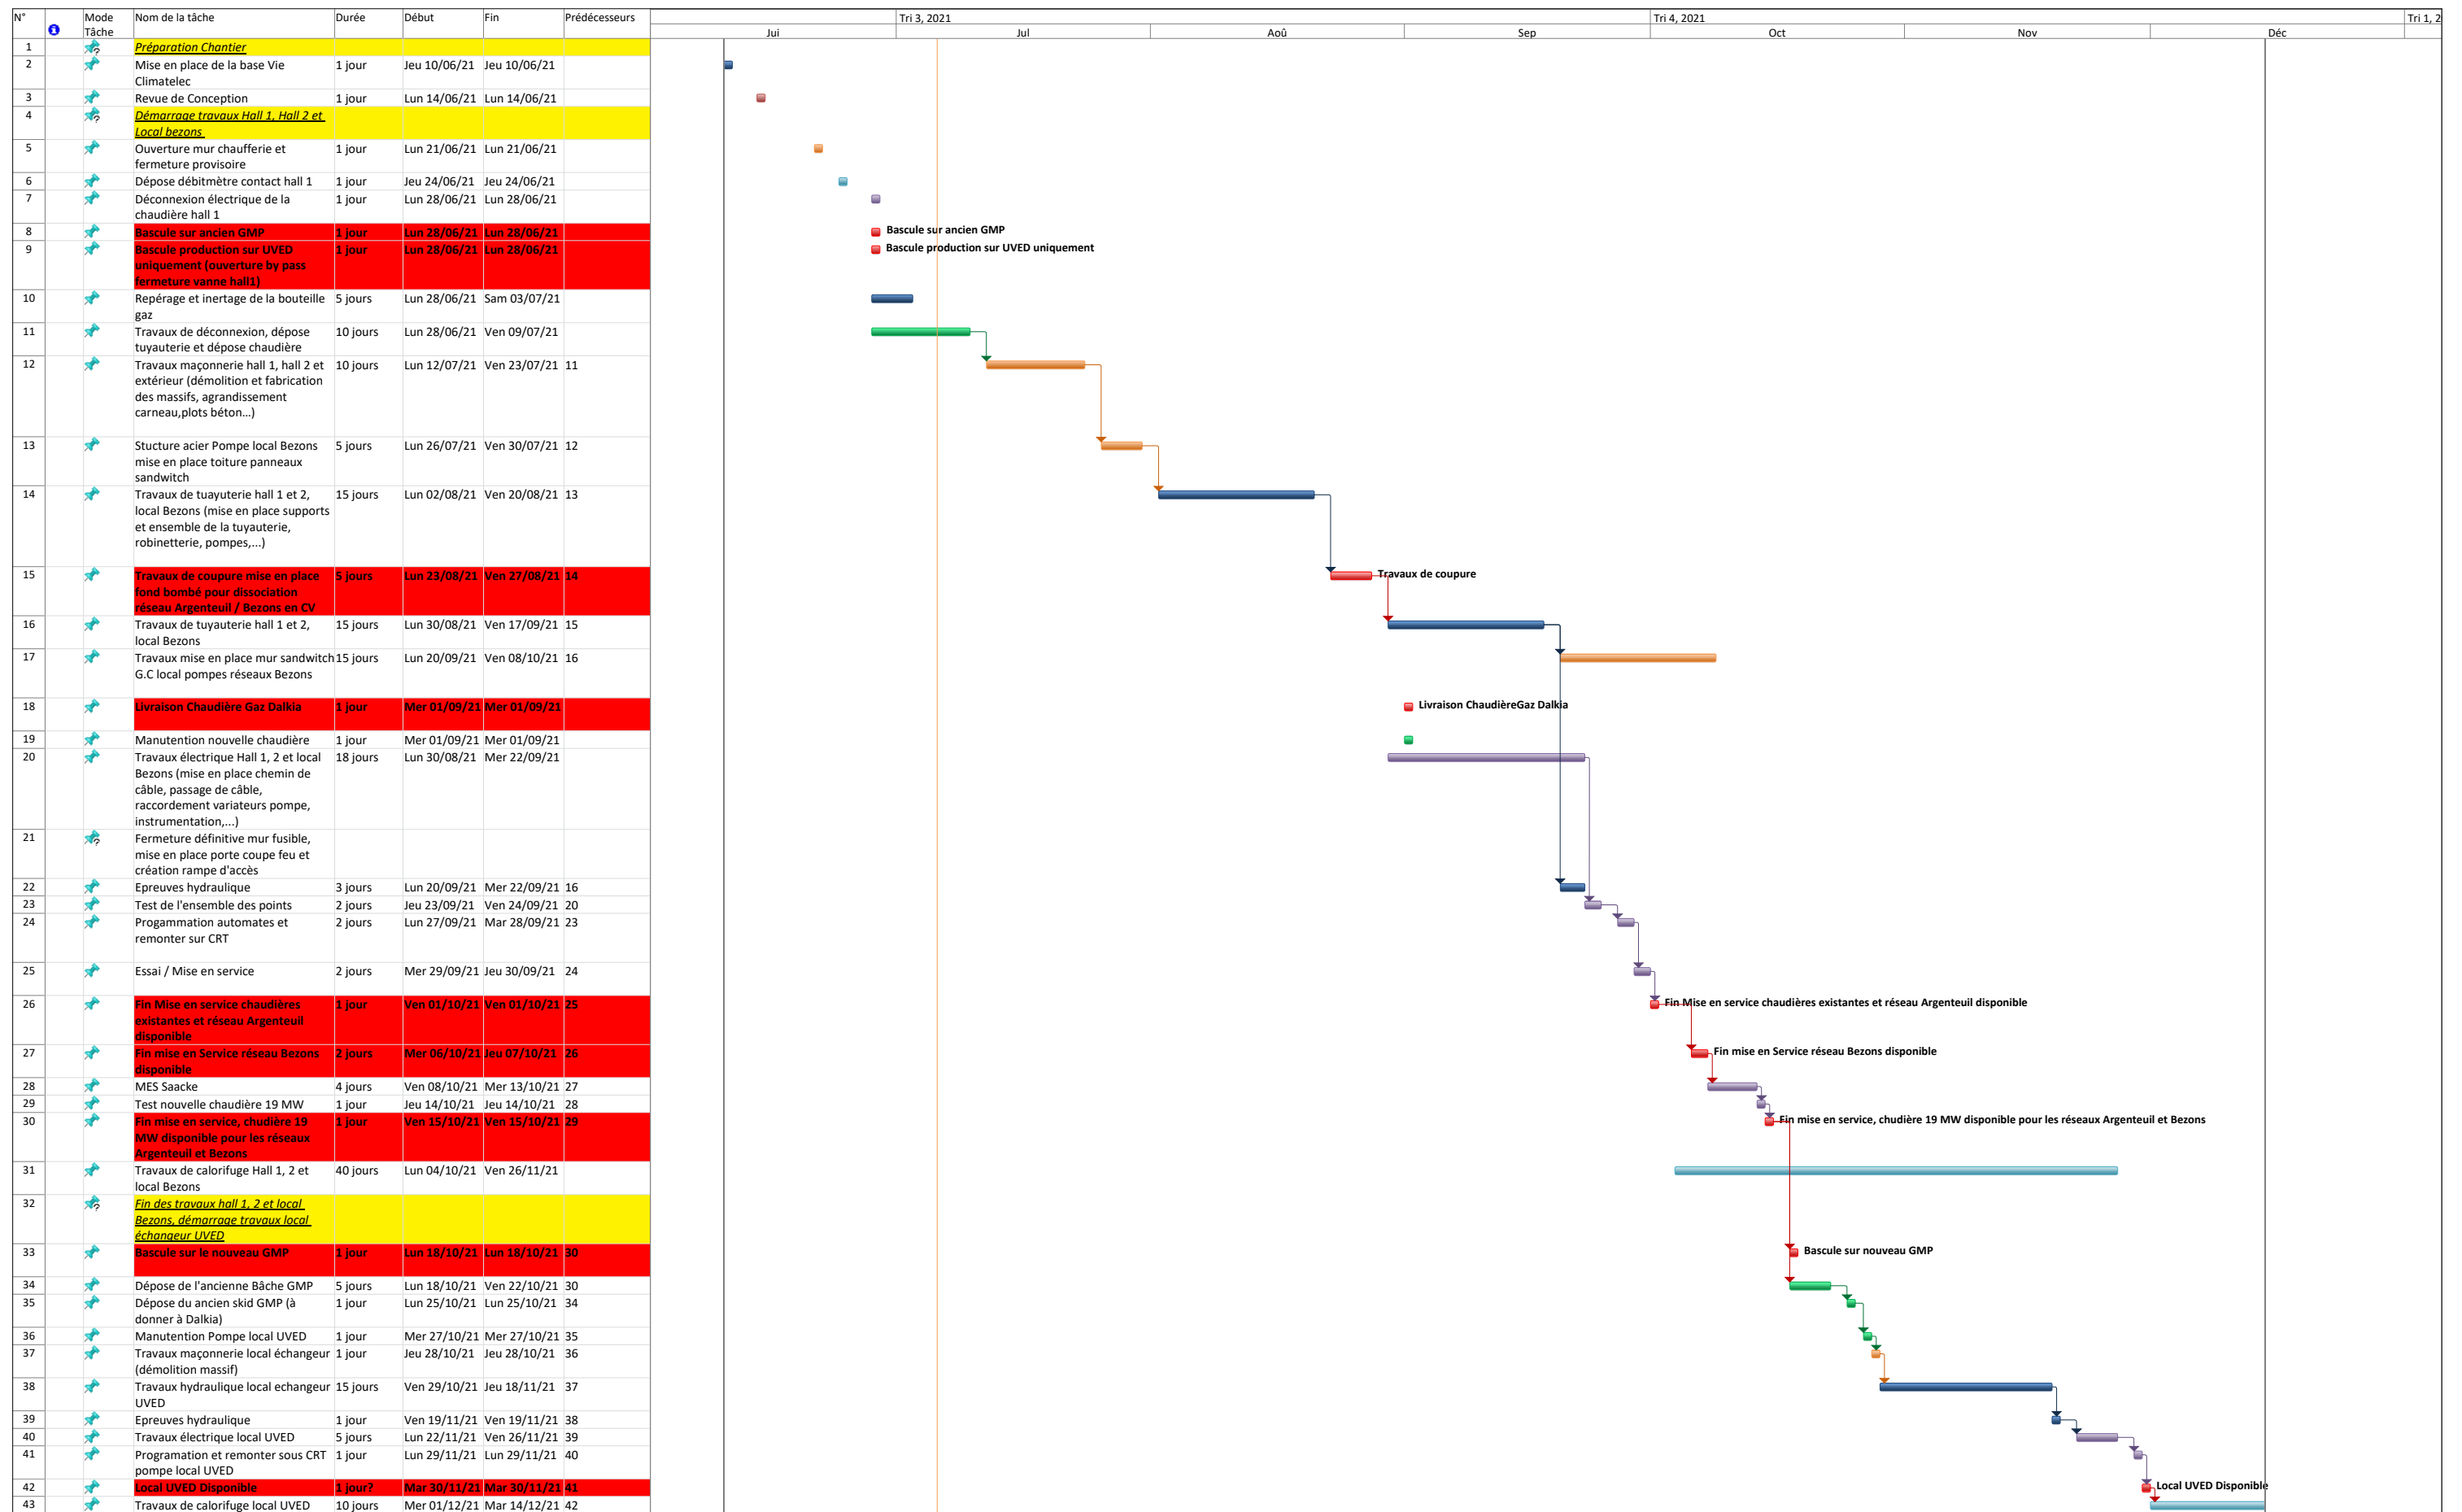 N° Mode Nom de la tâche Durée Début Fin Prédécesseurs
Tâche
Tri 3, 2021 Tri 4, 2021 Tri 1, 2
Jui Jul Aoû Sep Oct Nov Déc
1 Préparation Chantier
2 Mise en place de la base Vie 1 jour Jeu 10/06/21 Jeu 10/06/21
Climatelec
3 Revue de Conception 1 jour Lun 14/06/21 Lun 14/06/21
4 Démarrage travaux Hall 1, Hall 2 et
Local bezons
5 Ouverture mur chaufferie et 1 jour Lun 21/06/21 Lun 21/06/21
fermeture provisoire
6 Dépose débitmètre contact hall 1 1 jour Jeu 24/06/21 Jeu 24/06/21
7 Déconnexion électrique de la 1 jour Lun 28/06/21 Lun 28/06/21
chaudière hall 1
8 Bascule sur ancien GMP 1 jour Lun 28/06/21 Lun 28/06/21 Bascule sur ancien GMP
9 Bascule production sur UVED 1 jour Lun 28/06/21 Lun 28/06/21 Bascule production sur UVED uniquement
uniquement (ouverture by pass
fermeture vanne hall1)
10 Repérage et inertage de la bouteille 5 jours Lun 28/06/21 Sam 03/07/21
gaz
11 Travaux de déconnexion, dépose 10 jours Lun 28/06/21 Ven 09/07/21
tuyauterie et dépose chaudière
12 Travaux maçonnerie hall 1, hall 2 et 10 jours Lun 12/07/21 Ven 23/07/21 11
extérieur (démolition et fabrication
des massifs, agrandissement
carneau,plots béton…)
13 Stucture acier Pompe local Bezons 5 jours Lun 26/07/21 Ven 30/07/21 12
mise en place toiture panneaux
sandwitch
14 Travaux de tuayuterie hall 1 et 2, 15 jours Lun 02/08/21 Ven 20/08/21 13
local Bezons (mise en place supports
et ensemble de la tuyauterie,
robinetterie, pompes,...)
15 Travaux de coupure mise en place 5 jours Lun 23/08/21 Ven 27/08/21 14 Travaux de coupure
fond bombé pour dissociation
réseau Argenteuil / Bezons en CV
16 Travaux de tuyauterie hall 1 et 2, 15 jours Lun 30/08/21 Ven 17/09/21 15
local Bezons
17 Travaux mise en place mur sandwitch 15 jours Lun 20/09/21 Ven 08/10/21 16
G.C local pompes réseaux Bezons
18 Livraison Chaudière Gaz Dalkia 1 jour Mer 01/09/21 Mer 01/09/21 Livraison ChaudièreGaz Dalkia
19 Manutention nouvelle chaudière 1 jour Mer 01/09/21 Mer 01/09/21
20 Travaux électrique Hall 1, 2 et local 18 jours Lun 30/08/21 Mer 22/09/21
Bezons (mise en place chemin de
câble, passage de câble,
raccordement variateurs pompe,
instrumentation,...)
21 Fermeture définitive mur fusible,
mise en place porte coupe feu et
création rampe d'accès
22 Epreuves hydraulique 3 jours Lun 20/09/21 Mer 22/09/21 16
23 Test de l'ensemble des points 2 jours Jeu 23/09/21 Ven 24/09/21 20
24 Progammation automates et 2 jours Lun 27/09/21 Mar 28/09/21 23
remonter sur CRT
25 Essai / Mise en service 2 jours Mer 29/09/21 Jeu 30/09/21 24
26 Fin Mise en service chaudières 1 jour Ven 01/10/21 Ven 01/10/21 25 Fin Mise en service chaudières existantes et réseau Argenteuil disponible
existantes et réseau Argenteuil
disponible
27 Fin mise en Service réseau Bezons 2 jours Mer 06/10/21 Jeu 07/10/21 26 Fin mise en Service réseau Bezons disponible
disponible
28 MES Saacke 4 jours Ven 08/10/21 Mer 13/10/21 27
29 Test nouvelle chaudière 19 MW 1 jour Jeu 14/10/21 Jeu 14/10/21 28
30 Fin mise en service, chudière 19 1 jour Ven 15/10/21 Ven 15/10/21 29 Fin mise en service, chudière 19 MW disponible pour les réseaux Argenteuil et Bezons
MW disponible pour les réseaux
Argenteuil et Bezons
31 Travaux de calorifuge Hall 1, 2 et 40 jours Lun 04/10/21 Ven 26/11/21
local Bezons
32 Fin des travaux hall 1, 2 et local
Bezons, démarrage travaux local
échangeur UVED
33 Bascule sur le nouveau GMP 1 jour Lun 18/10/21 Lun 18/10/21 30 Bascule sur nouveau GMP
34 Dépose de l'ancienne Bâche GMP 5 jours Lun 18/10/21 Ven 22/10/21 30
35 Dépose du ancien skid GMP (à 1 jour Lun 25/10/21 Lun 25/10/21 34
donner à Dalkia)
36 Manutention Pompe local UVED 1 jour Mer 27/10/21 Mer 27/10/21 35
37 Travaux maçonnerie local échangeur 1 jour Jeu 28/10/21 Jeu 28/10/21 36
(démolition massif)
38 Travaux hydraulique local echangeur 15 jours Ven 29/10/21 Jeu 18/11/21 37
UVED
39 Epreuves hydraulique 1 jour Ven 19/11/21 Ven 19/11/21 38
40 Travaux électrique local UVED 5 jours Lun 22/11/21 Ven 26/11/21 39
41 Programation et remonter sous CRT 1 jour Lun 29/11/21 Lun 29/11/21 40
pompe local UVED
42 Local UVED Disponible 1 jour? Mar 30/11/21 Mar 30/11/21 41 Local UVED Disponible
43 Travaux de calorifuge local UVED 10 jours Mer 01/12/21 Mar 14/12/21 42